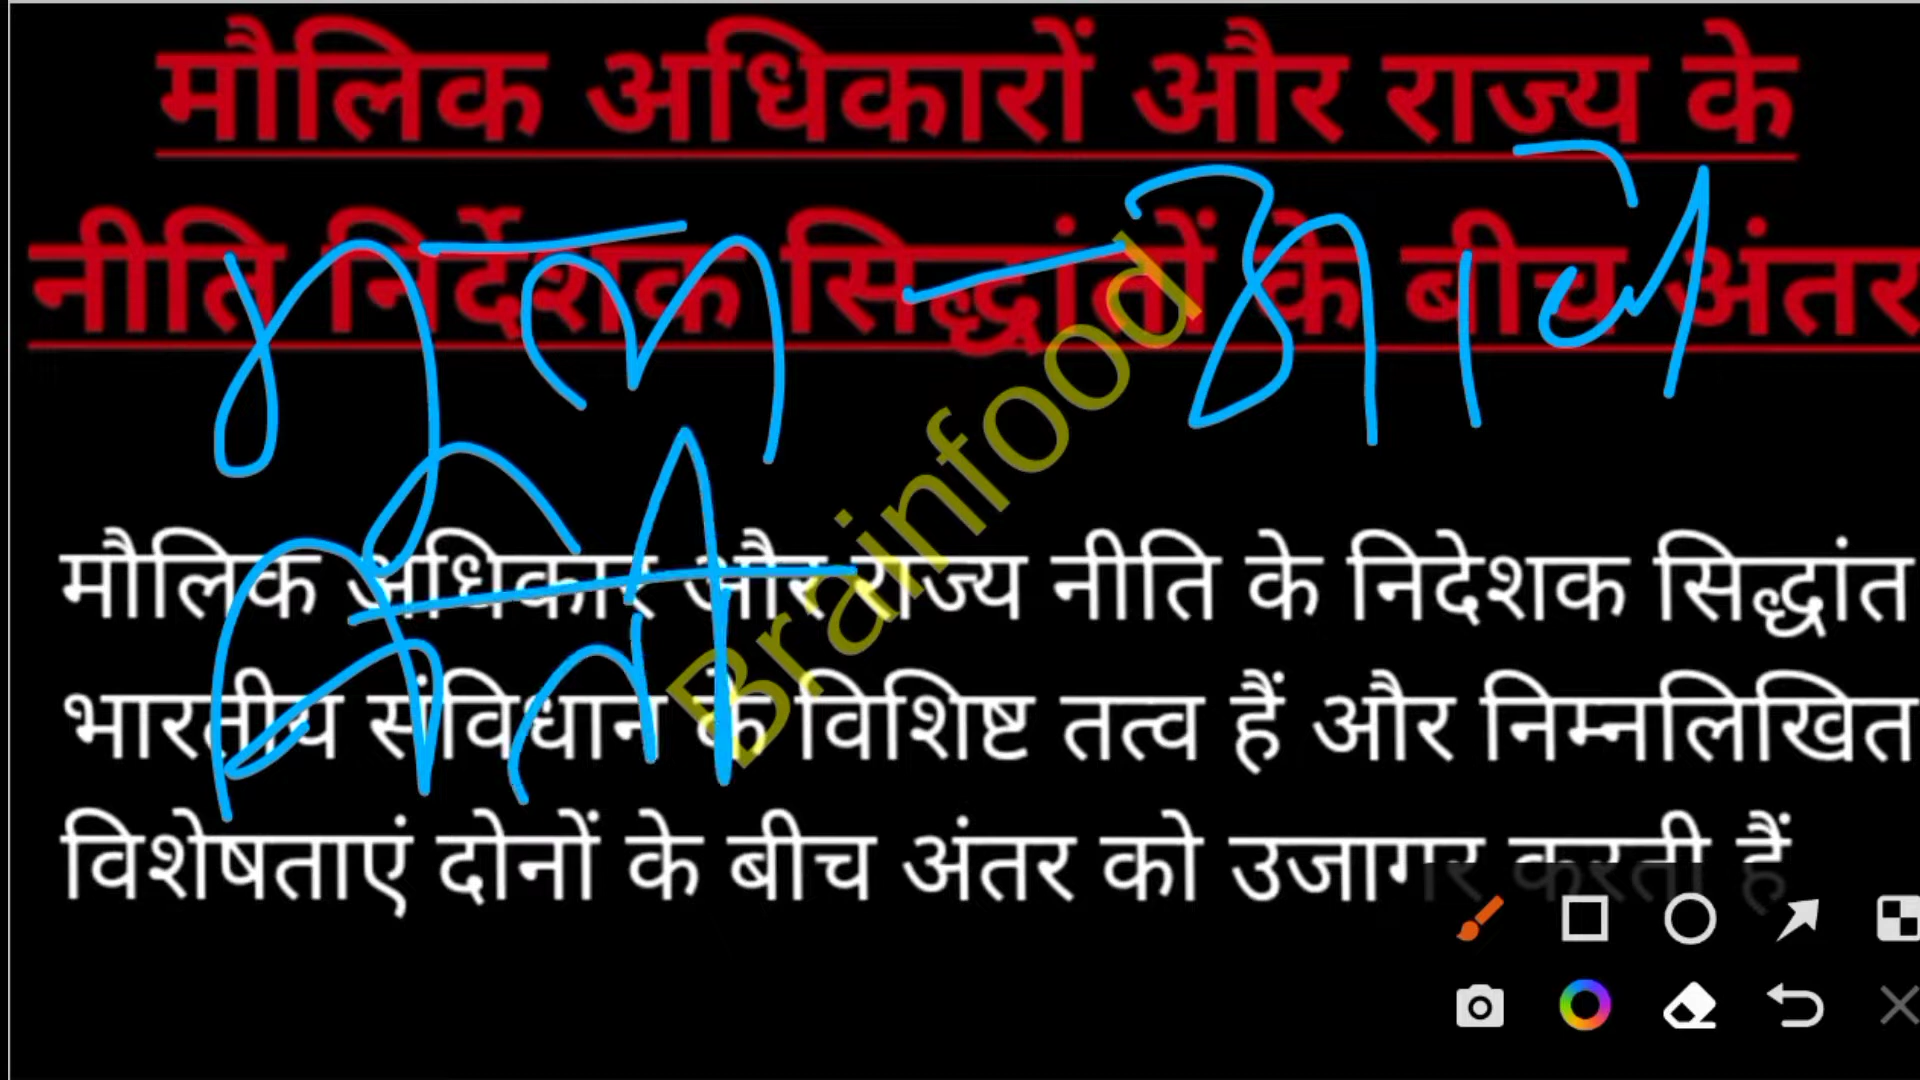 मौलिक अधिकारों और राज्य के
नीति निर्देशक सिद्धांतों के बीच अंतर
Brainfood
मौलिक अधिकार और राज्य नीति के निदेशक सिद्धांत
भारतीय संविधान के विशिष्ट तत्व हैं और निम्नलिखित
विशेषताएं दोनों के बीच अंतर को उजागर करती हैं